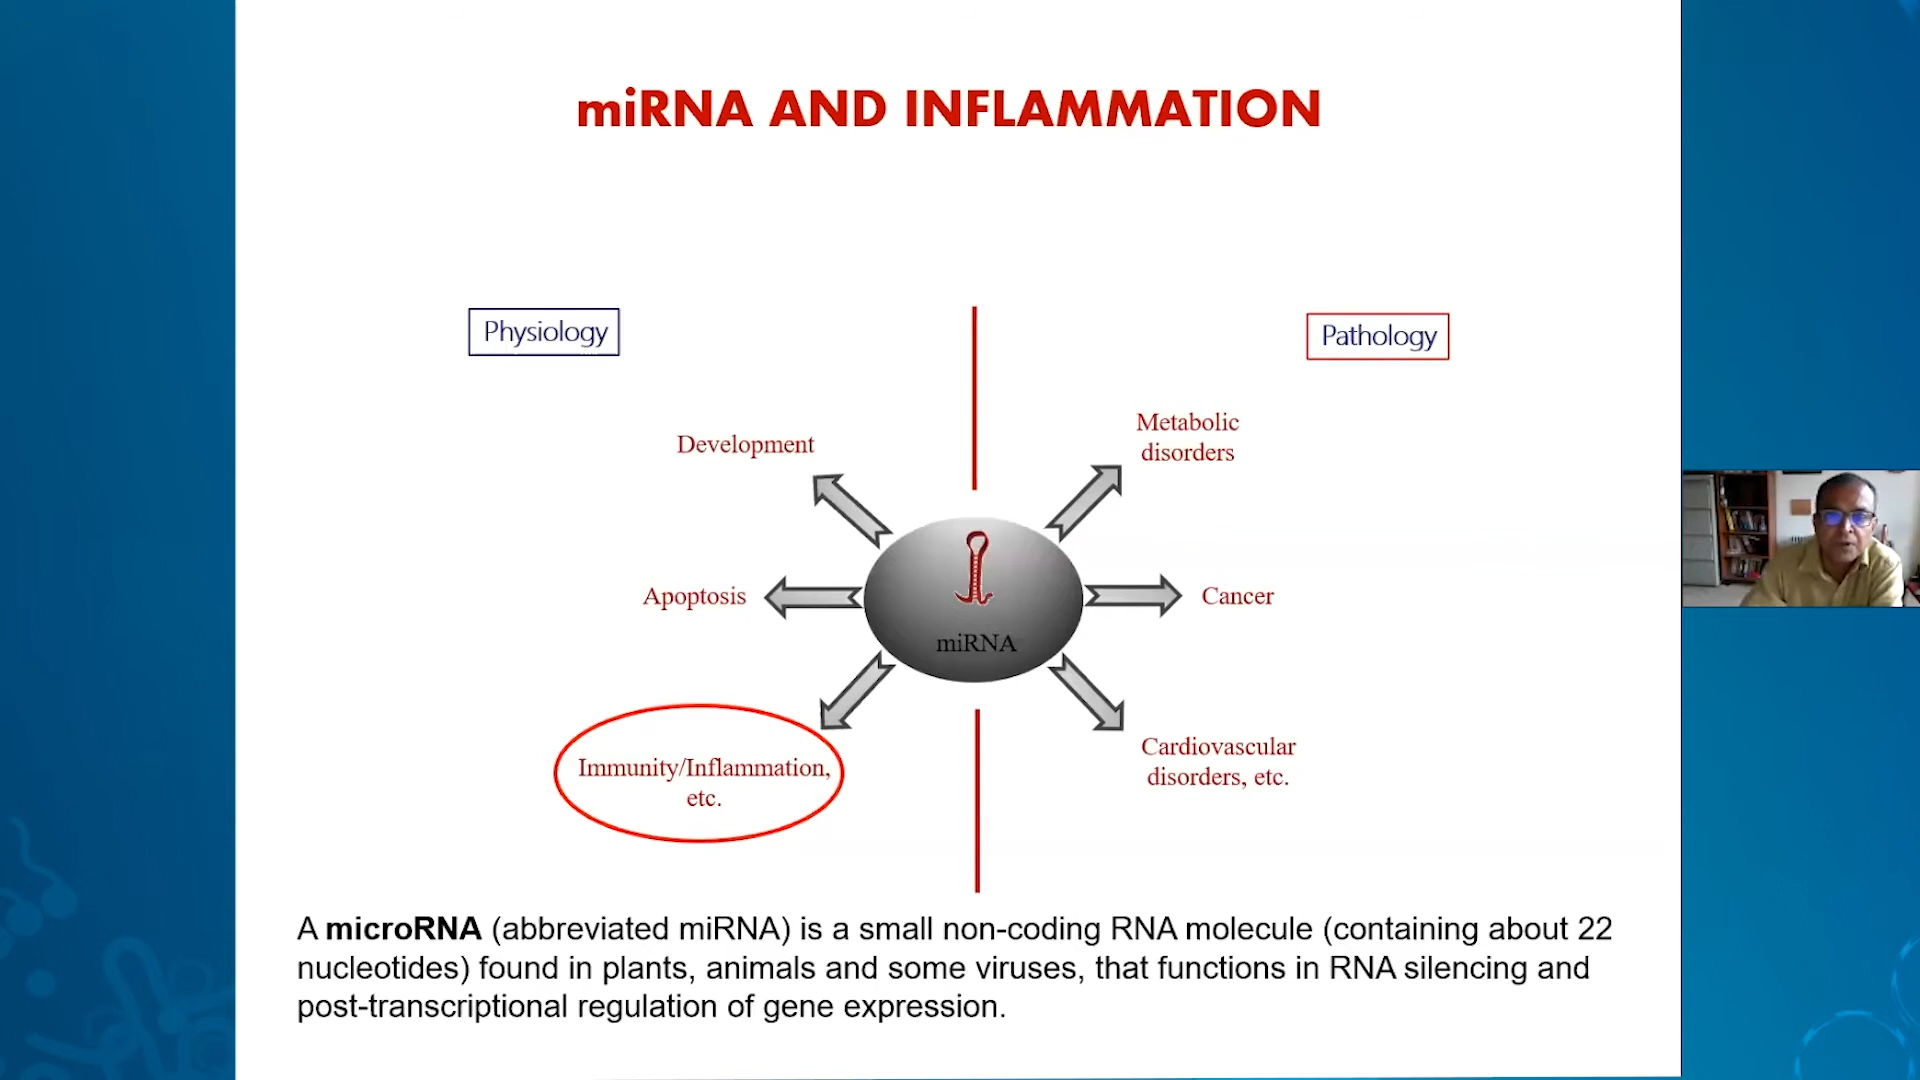 miRNA AND INFLAMMATION
Physiology
Pathology
Development
Metabolic
disorders
Apoptosis
Cancer
miRNA
Immunity/Inflammation,
etc.
Cardiovascular
disorders, etc.
A microRNA (abbreviated miRNA) is a small non-coding RNA molecule (containing about 22
nucleotides) found in plants, animals and some viruses, that functions in RNA silencing and
post-transcriptional regulation of gene expression.